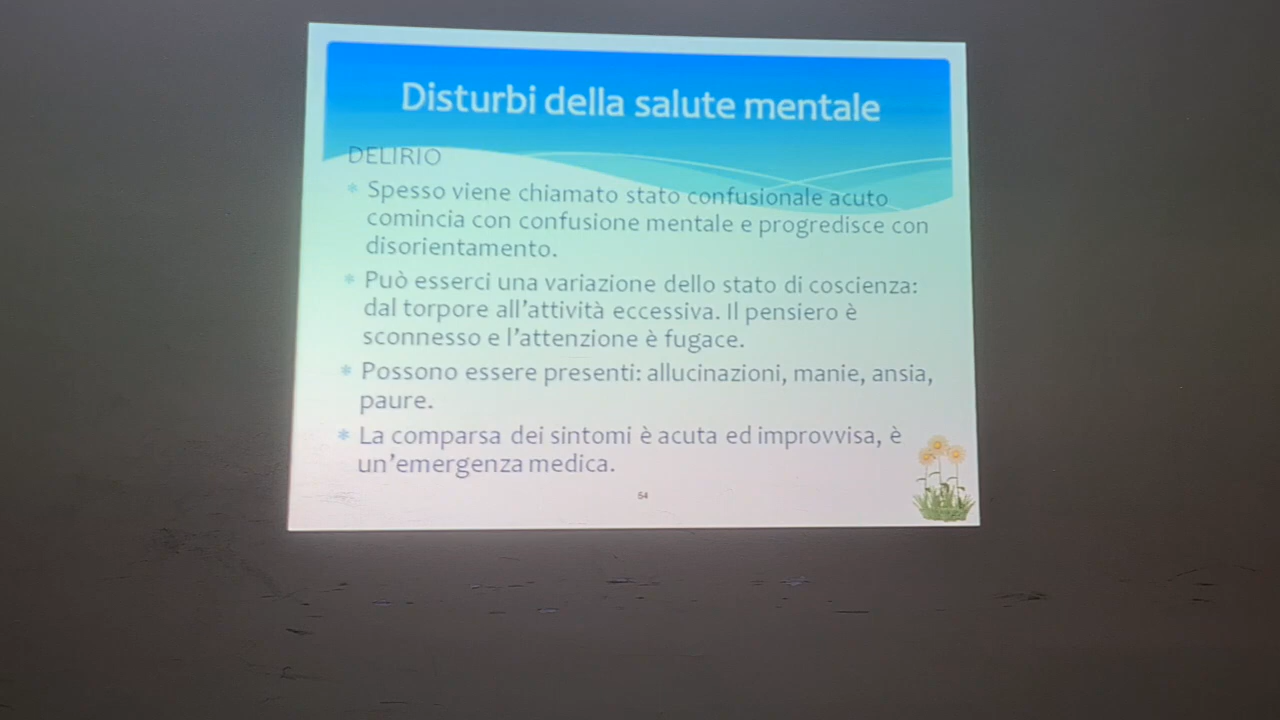 Disturbi della salute mentale
DELIRIO
Spesso viene chiamato stato confusionale acuto
comincia con confusione mentale e progredisce con
disorientamento.
Può esserci una variazione dello stato di coscienza:
dal torpore all'attività eccessiva. Il pensiero è
sconnesso e l'attenzione è fugace.
Possono essere presenti: allucinazioni, manie, ansia,
paure.
La comparsa dei sintomi è acuta ed improvvisa, è
un'emergenza medica.
54